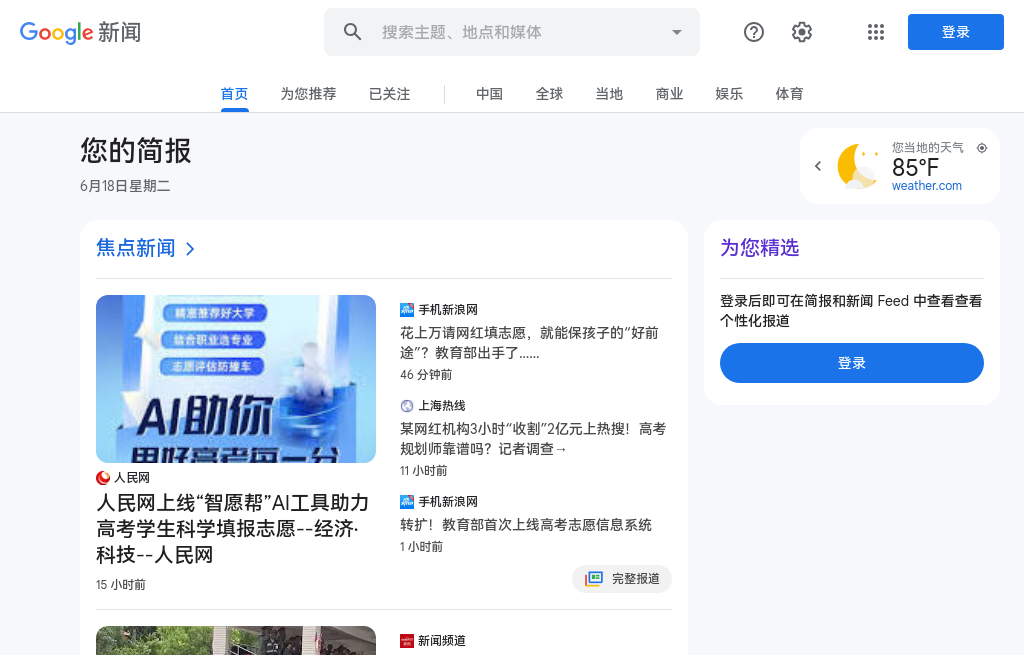 Google 新闻
搜索主题、地点和媒体
登录
首页
为您推荐
已关注
中国
全球
当地
商业
娱乐
体育
您的简报
6月18日星期二
您当地的天气
85°F
weather.com
焦点新闻
精准推荐好大学
结合职业选专业
志愿评估防撞车
AI助你
用好高考每一分
人民网
人民网上线“智愿帮”AI工具助力
高考学生科学填报志愿--经济·
科技--人民网
15 小时前
手机新浪网
花上万请网红填志愿，就能保孩子的“好前
途”？教育部出手了……
46 分钟前
上海热线
某网红机构3小时“收割”2亿元上热搜！高考
规划师靠谱吗？记者调查→
11 小时前
手机新浪网
转扩！教育部首次上线高考志愿信息系统
1 小时前
完整报道
新闻频道
为您精选
登录后即可在简报和新闻 Feed 中查看查看
个性化报道
登录